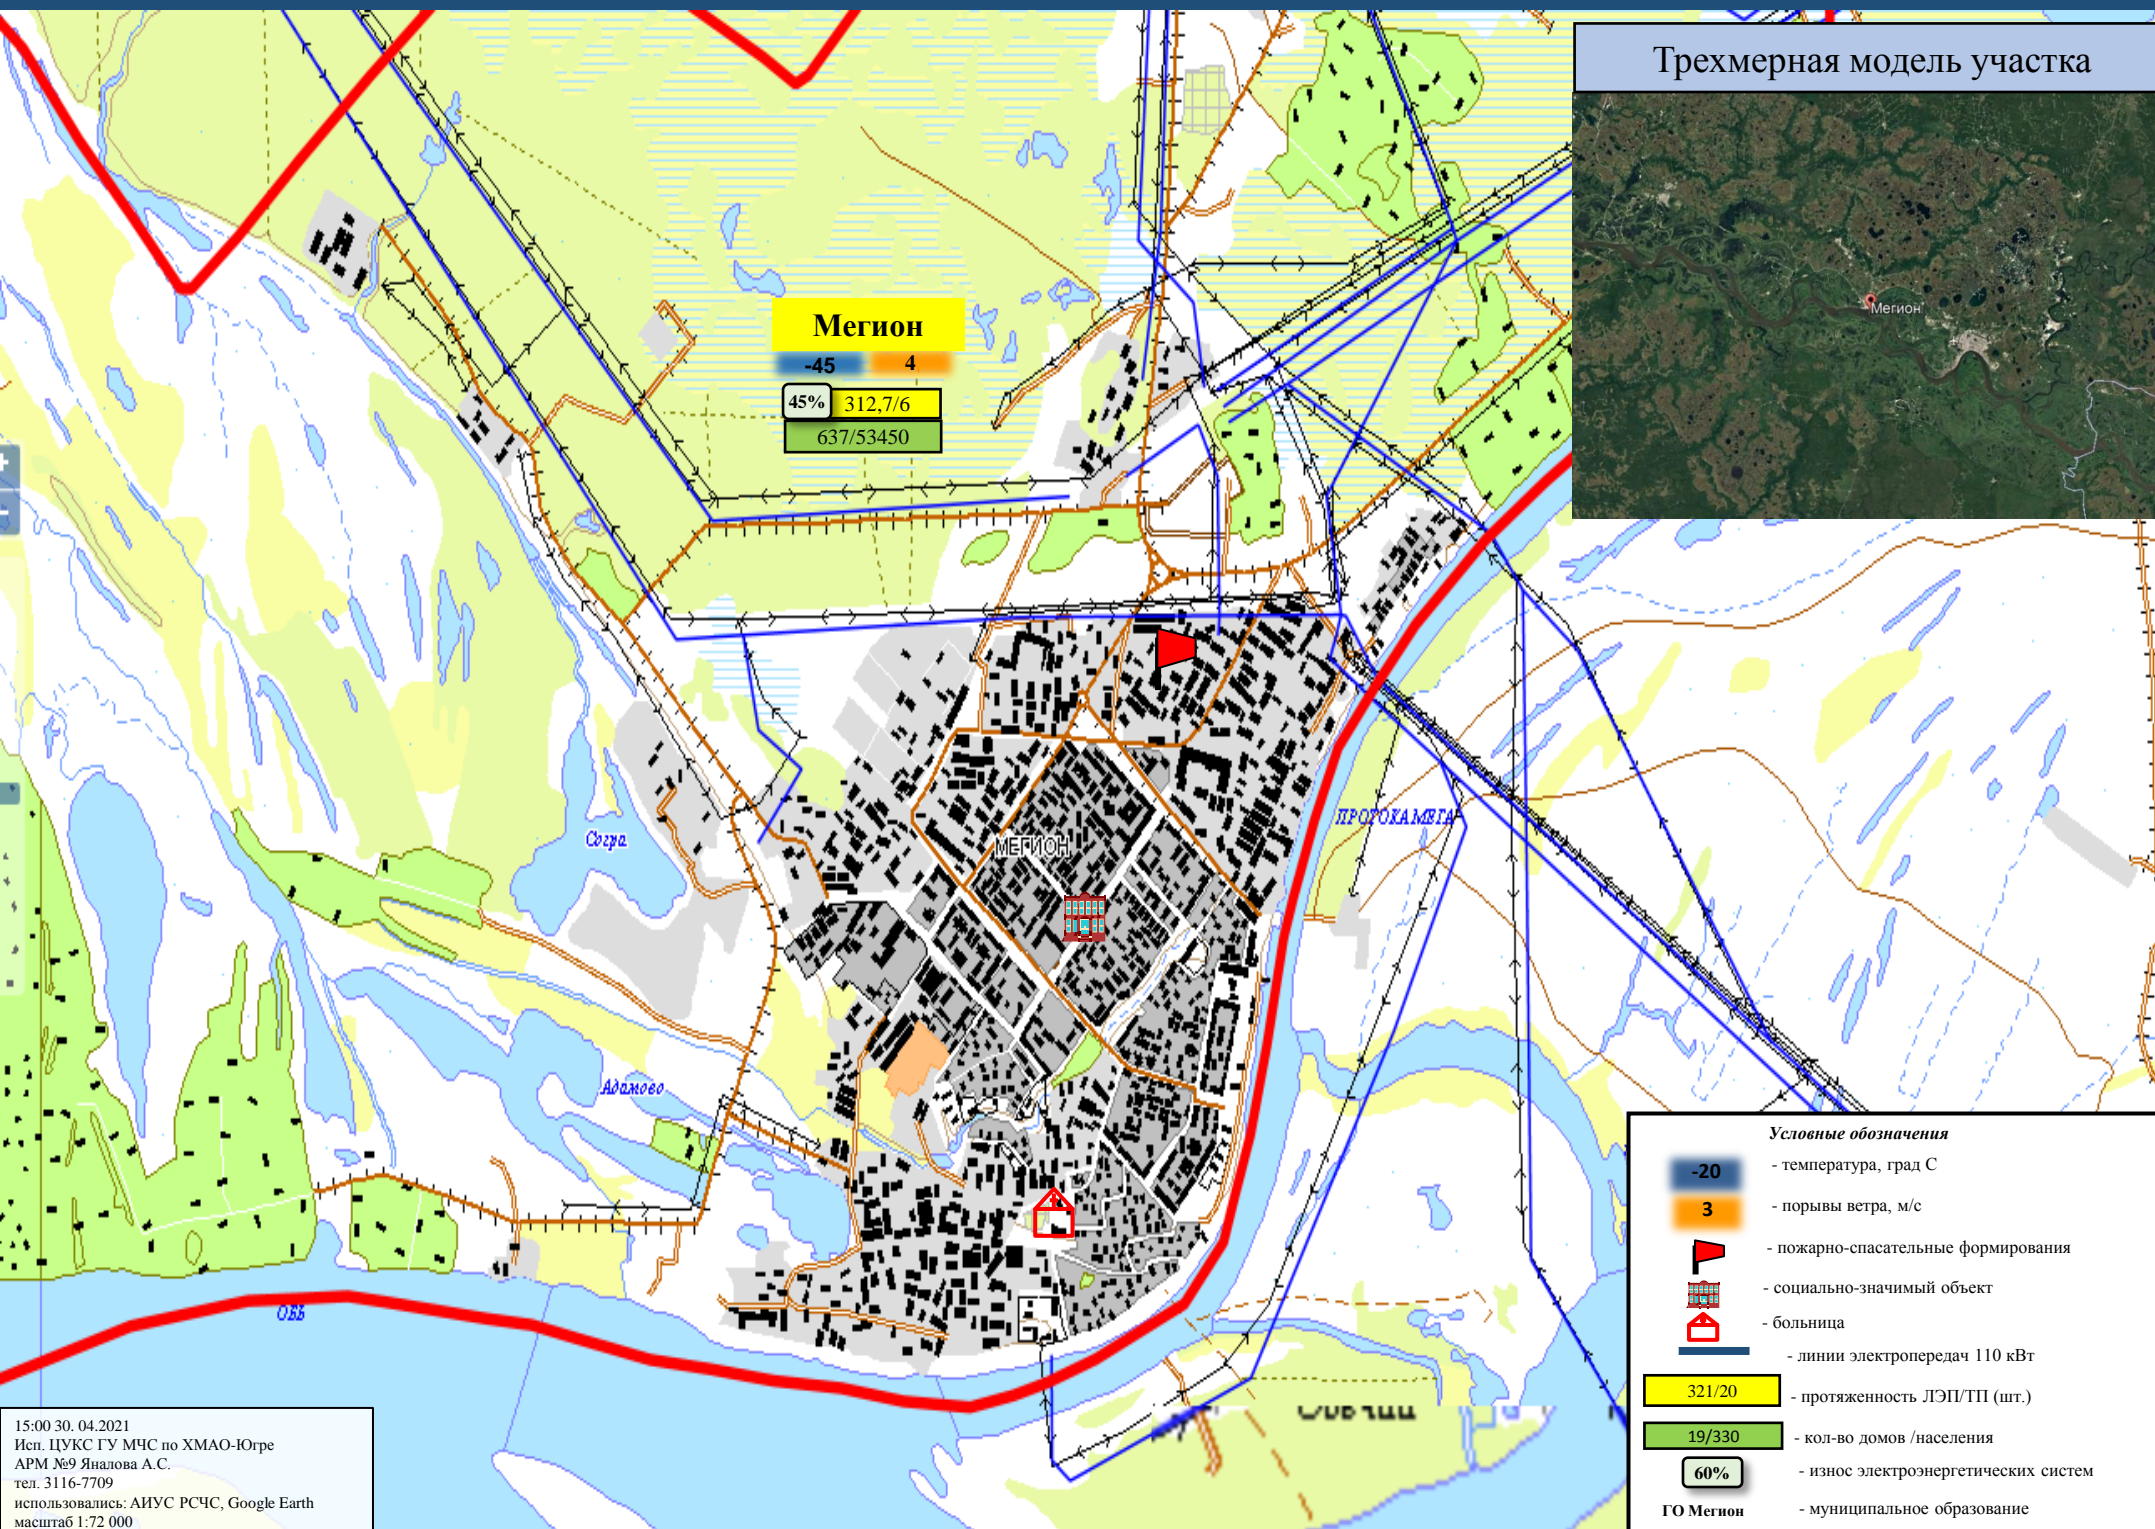 Трехмерная модель участка
Мегион
Мегион
-45 4
45% 312,7/6
637/53450
МЕГИОН
Согра
ПРОТОКА МЕГА
Адамово
ОБЬ
Условные обозначения
-20 - температура, град С
3 - порывы ветра, м/с
- пожарно-спасательные формирования
- социально-значимый объект
- больница
- линии электропередач 110 кВт
321/20 - протяженность ЛЭП/ТП (шт.)
19/330 - кол-во домов /населения
60% - износ электроэнергетических систем
ГО Мегион - муниципальное образование
15:00 30. 04.2021
Исп. ЦУКС ГУ МЧС по ХМАО-Югре
АРМ №9 Яналова А.С.
тел. 3116-7709
использовались: АИУС РСЧС, Google Earth
масштаб 1:72 000